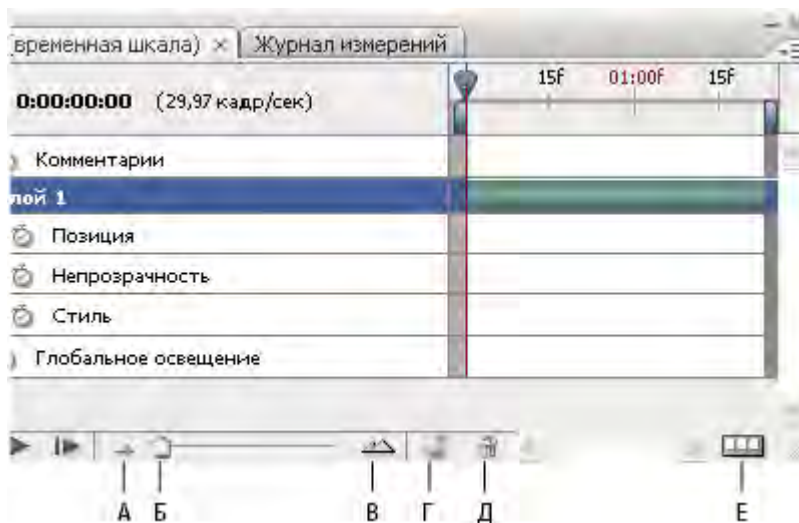 (временная шкала) × Журнал измерений
15f 01:00f 15f
0:00:00:00 (29,97 кадр/сек)
Комментарии
лой 1
Позиция
Непрозрачность
Стиль
Глобальное освещение
А Б В Г Д Е